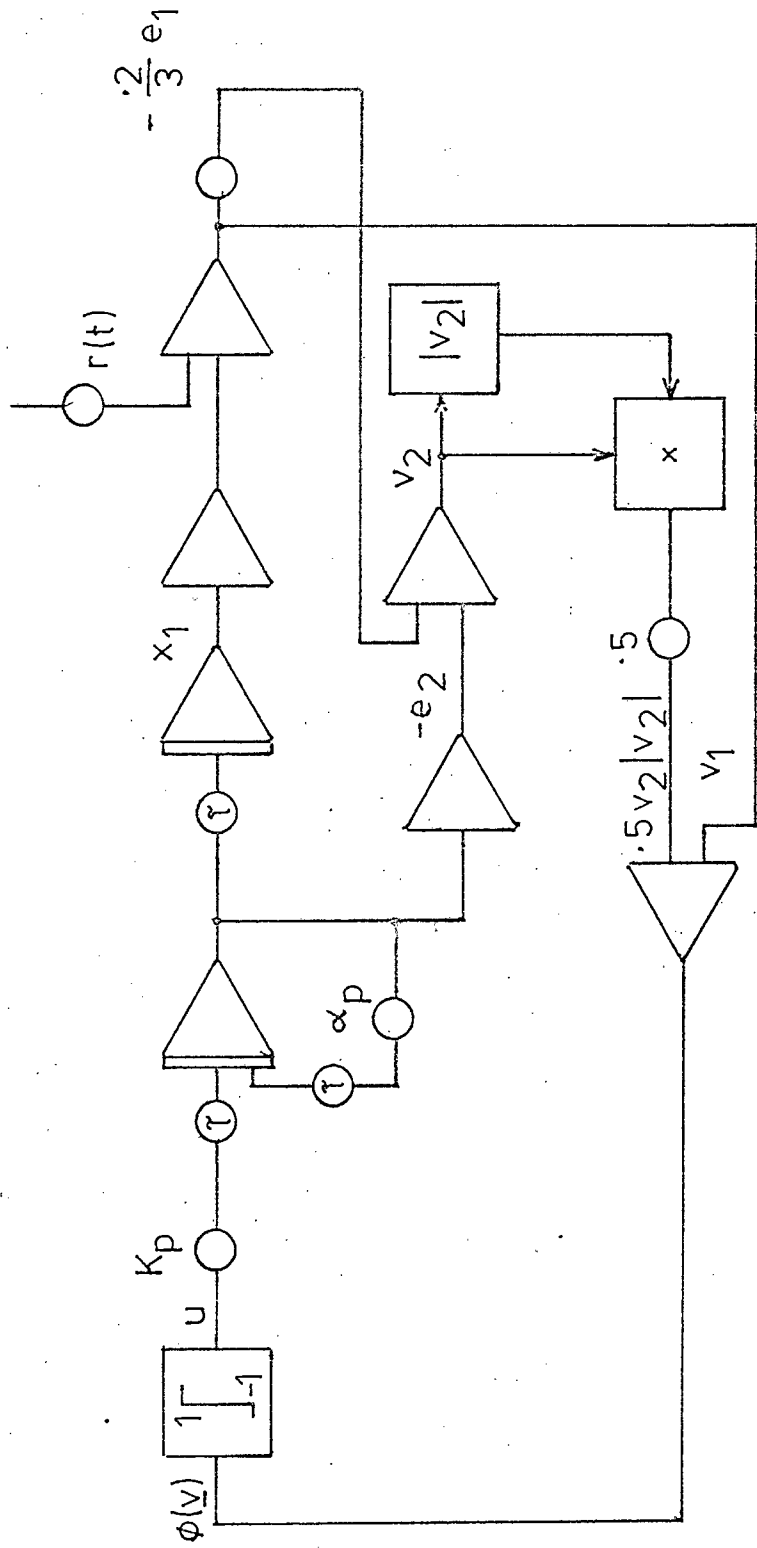 ϕ(v)
1
-1
u
Kp
τ
τ
αp
τ
x1
r(t)
-·2/3 e1
-e2
v2
|v2|
x
·5
·5v2|v2|
v1